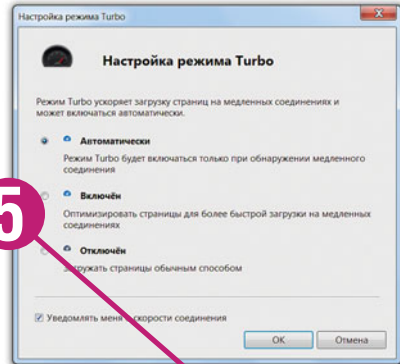 Настройка режима Turbo
Настройка режима Turbo
Режим Turbo ускоряет загрузку страниц на медленных соединениях и
может включаться автоматически.
Автоматически
Режим Turbo будет включаться только при обнаружении медленного
соединения
Включён
Оптимизировать страницы для более быстрой загрузки на медленных
соединениях
5
Отключён
Загружать страницы обычным способом
Уведомлять меня о скорости соединения
OK
Отмена